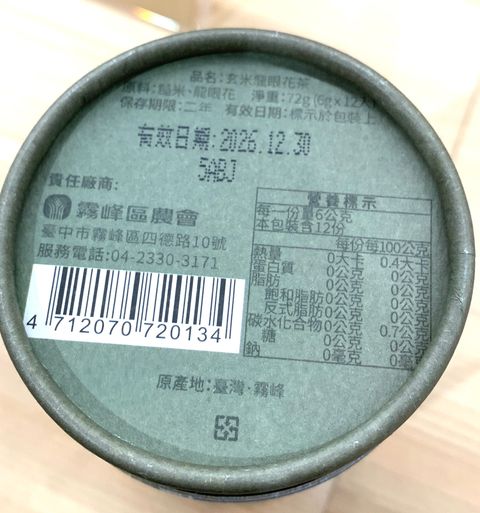 品名:玄米龍眼花茶
原料:糙米、龍眼花 淨重:72g(6g×12入
保存期限:二年 有效日期:標示於包裝上
有效日期:2026.12.30
5ABJ
責任廠商:
霧峰區農會
臺中市霧峰區四德路10號
服務電話:04-2330-3171
4 712070 720134
營養標示
每一份量6公克
本包裝含12份
每份 每100公克
熱量 0大卡 0.4大卡
蛋白質 0公克 0公克
脂肪 0公克 0公克
飽和脂肪 0公克 0公克
反式脂肪 0公克 0公克
碳水化合物 0公克 0.7公克
糖 0公克 0公克
鈉 0毫克 0毫克
原產地:臺灣、霧峰